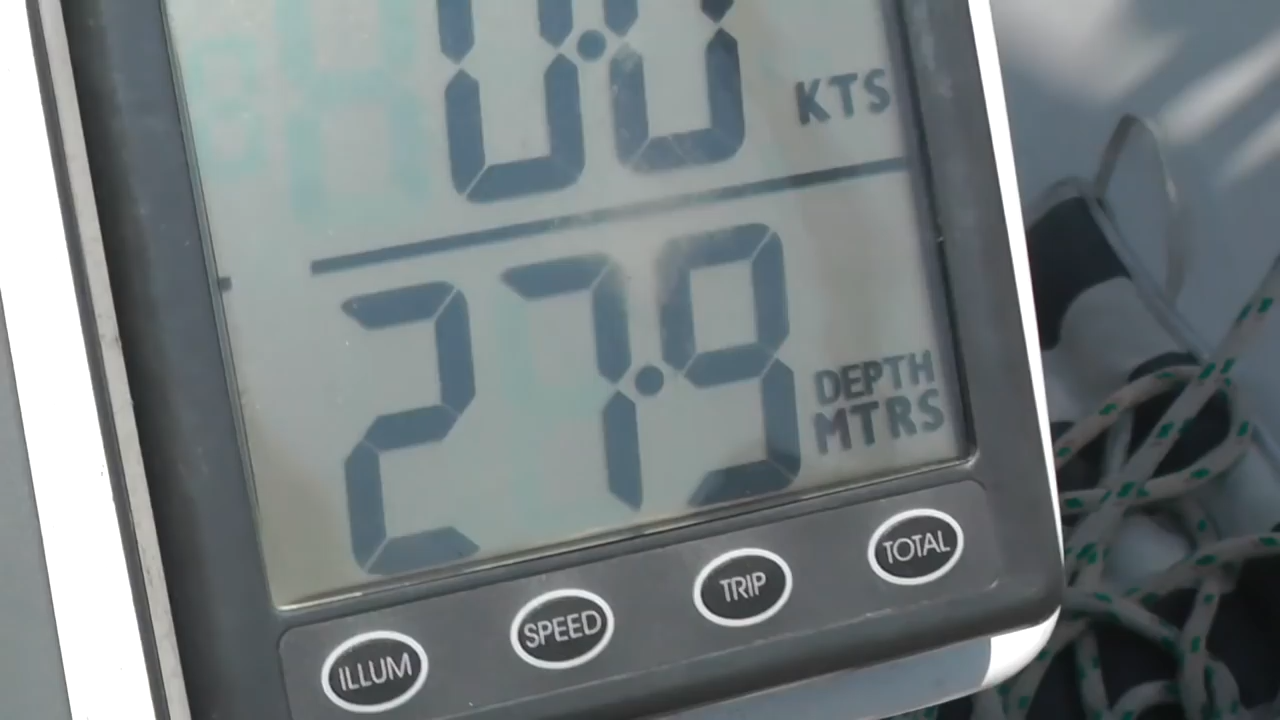 0.0 KTS
27.9 DEPTH
MTRS
ILLUM SPEED TRIP TOTAL